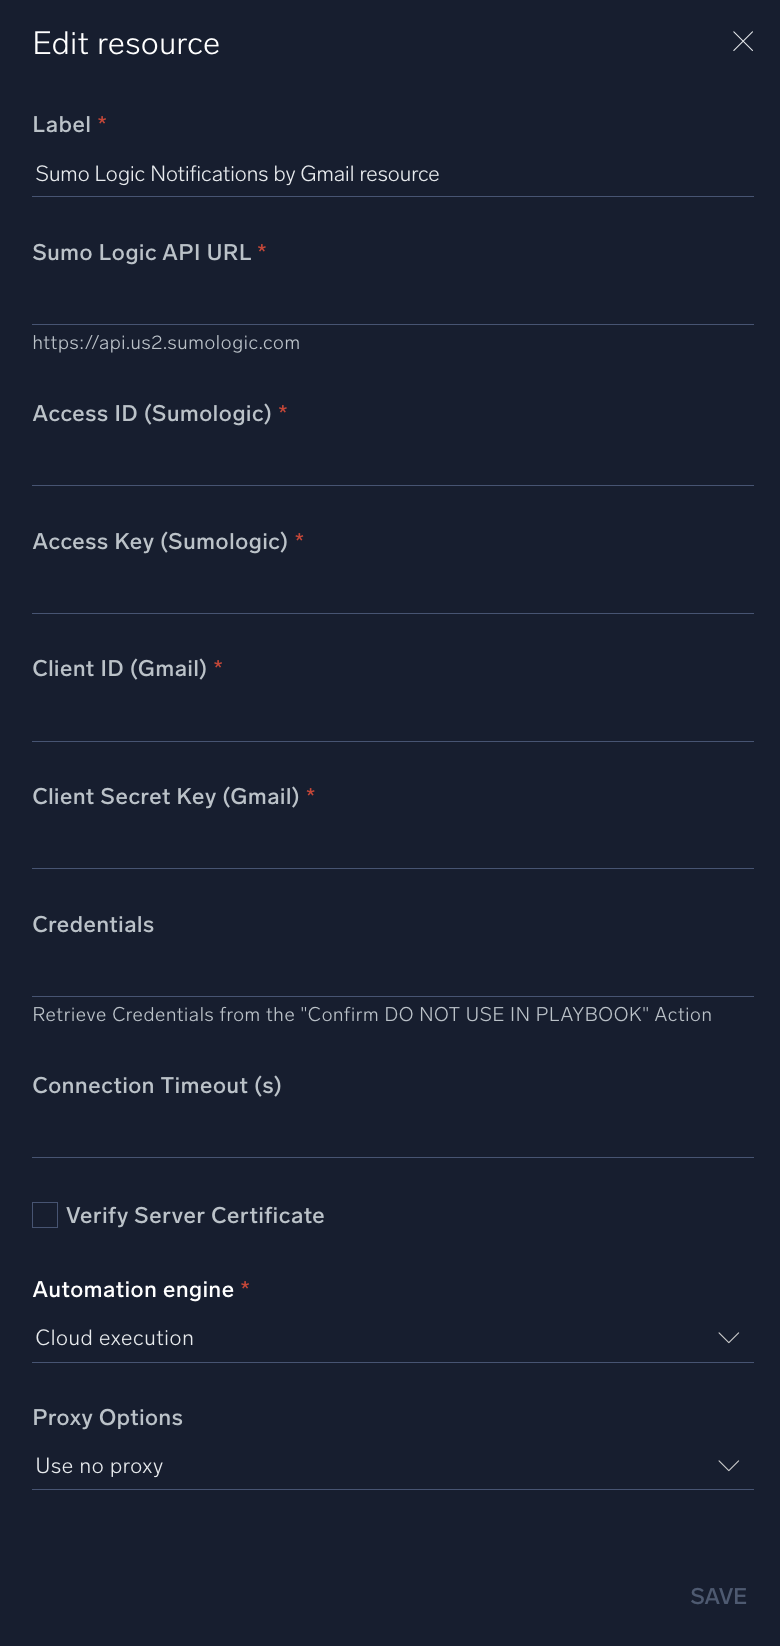 Edit resource
Label *
Sumo Logic Notifications by Gmail resource
Sumo Logic API URL *
https://api.us2.sumologic.com
Access ID (Sumologic) *
Access Key (Sumologic) *
Client ID (Gmail) *
Client Secret Key (Gmail) *
Credentials
Retrieve Credentials from the "Confirm DO NOT USE IN PLAYBOOK" Action
Connection Timeout (s)
Verify Server Certificate
Automation engine *
Cloud execution
Proxy Options
Use no proxy
SAVE